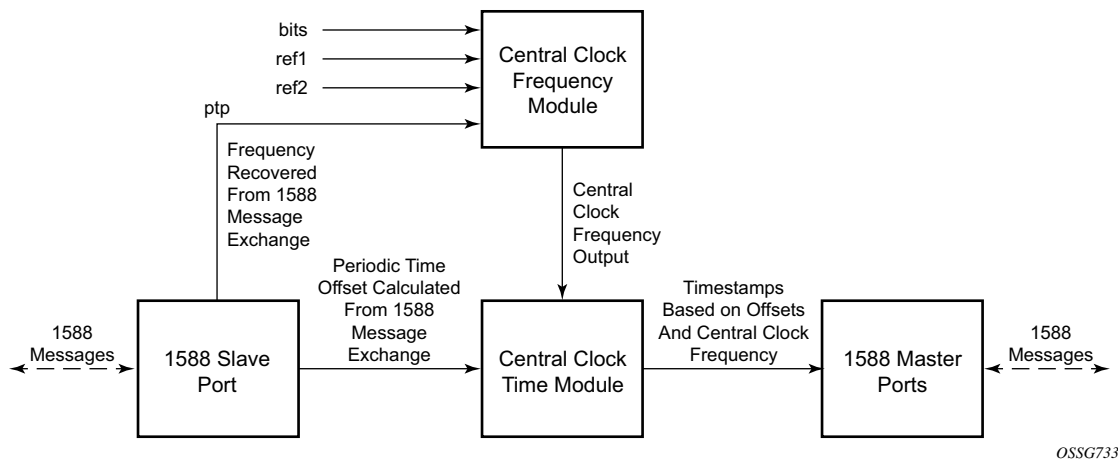 bits
ref1
ref2
ptp
Central Clock
Frequency
Module
Frequency
Recovered
From 1588
Message
Exchange
Central
Clock
Frequency
Output
1588
Messages
1588 Slave
Port
Periodic Time
Offset Calculated
From 1588
Message
Exchange
Central Clock
Time Module
Timestamps
Based on Offsets
And Central Clock
Frequency
1588 Master
Ports
1588
Messages
OSSG733